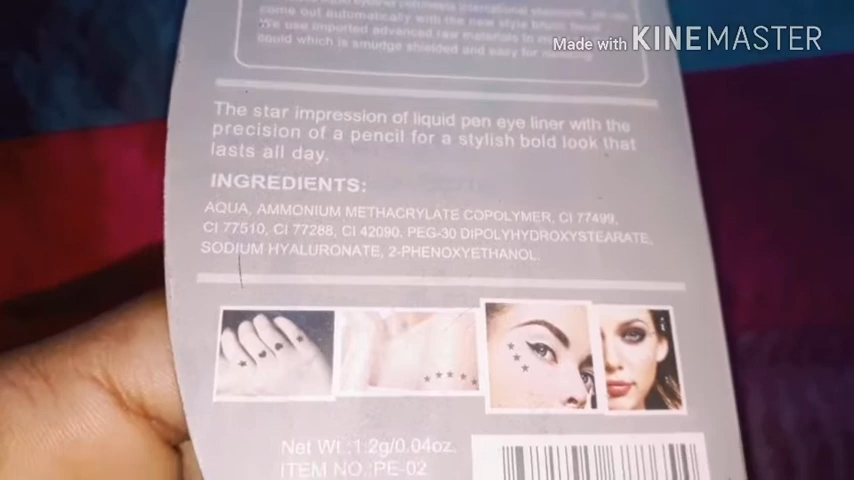 come out automatically with the new style brush
Made with KINEMASTER
We use imported advanced raw materials to
could which is smudge shielded and easy for
The star impression of liquid pen eye liner with the
precision of a pencil for a stylish bold look that
lasts all day.
INGREDIENTS:
AQUA, AMMONIUM METHACRYLATE COPOLYMER, CI 77499,
CI 77510, CI 77288, CI 42090, PEG-30 DIPOLYHYDROXYSTEARATE,
SODIUM HYALURONATE, 2-PHENOXYETHANOL.
Net Wt.:1.2g/0.04oz.
ITEM NO.:PE-02